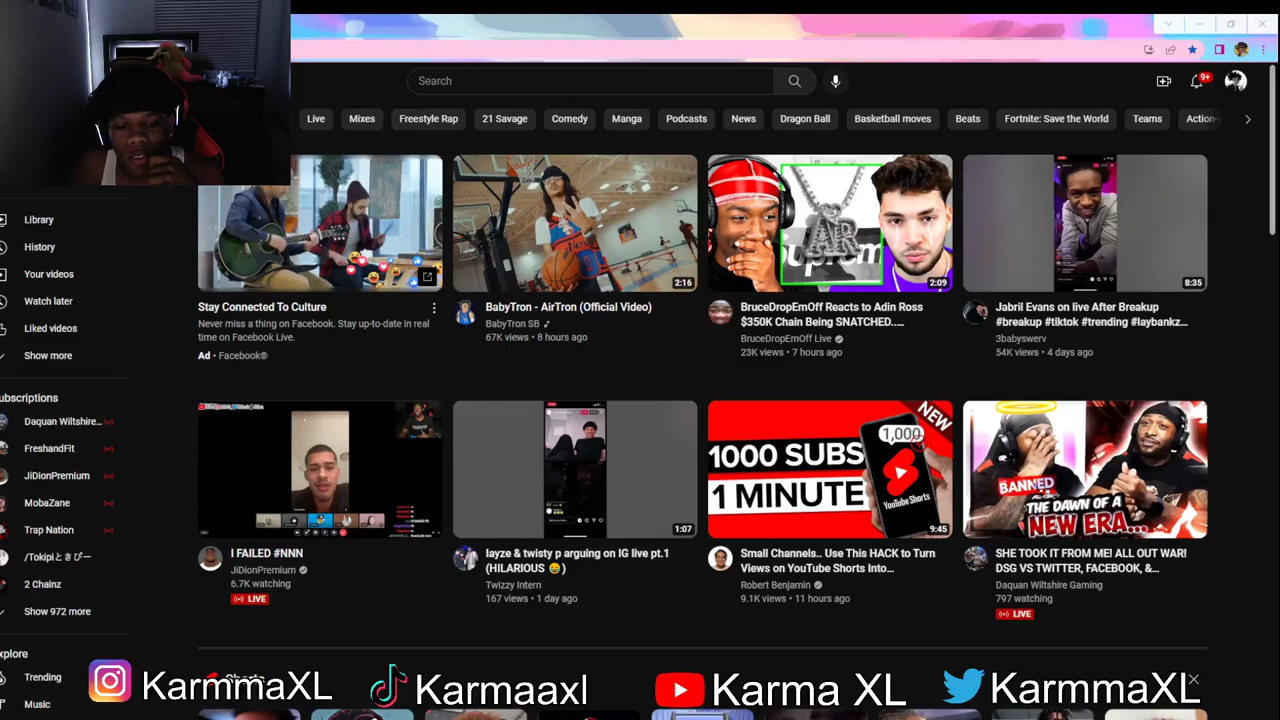 Search
9+
Live
Mixes
Freestyle Rap
21 Savage
Comedy
Manga
Podcasts
News
Dragon Ball
Basketball moves
Beats
Fortnite: Save the World
Teams
Action-
Library
History
Your videos
Watch later
Liked videos
Show more
ubscriptions
Daquan Wiltshire...
FreshandFit
JiDionPremium
MobaZane
Trap Nation
/Tokipiときぴー
2 Chainz
Show 972 more
xplore
Trending
Music
Stay Connected To Culture
Never miss a thing on Facebook. Stay up-to-date in real
time on Facebook Live.
Ad • Facebook®
2:16
BabyTron - AirTron (Official Video)
BabyTron SB
67K views • 8 hours ago
AR
2:09
BruceDropEmOff Reacts to Adin Ross
$350K Chain Being SNATCHED..…
BruceDropEmOff Live
23K views • 7 hours ago
8:35
Jabril Evans on live After Breakup
#breakup #tiktok #trending #laybankz…
3babyswerv
54K views • 4 days ago
I FAILED #NNN
JiDionPremium
6.7K watching
LIVE
1:07
layze & twisty p arguing on IG live pt.1
(HILARIOUS 😂)
Twizzy Intern
167 views • 1 day ago
NEW
1,000
1000 SUBS
1 MINUTE
YouTube Shorts
9:45
Small Channels.. Use This HACK to Turn
Views on YouTube Shorts Into...
Robert Benjamin
9.1K views • 11 hours ago
BANNED
THE DAWN OF A
NEW ERA...
SHE TOOK IT FROM ME! ALL OUT WAR!
DSG VS TWITTER, FACEBOOK, &…
Daquan Wiltshire Gaming
797 watching
LIVE
KarmmaXL
Karmaaxl
Karma XL
KarmmaXL